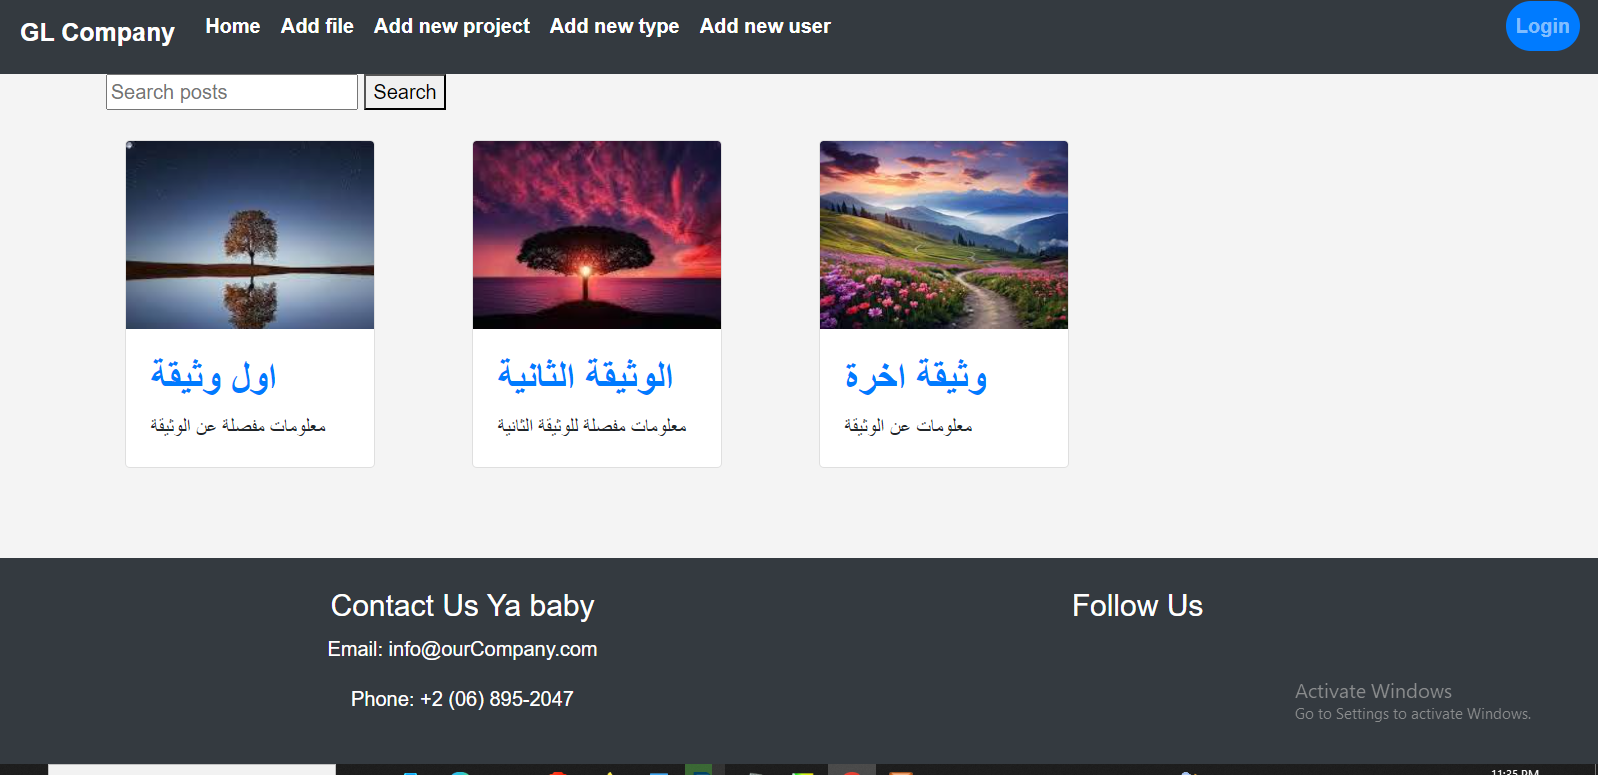 GL Company Home Add file Add new project Add new type Add new user Login
Search posts Search
اول وثيقة
معلومات مفصلة عن الوثيقة
الوثيقة الثانية
معلومات مفصلة للوثيقة الثانية
وثيقة اخرة
معلومات عن الوثيقة
Contact Us Ya baby
Email: info@ourCompany.com
Phone: +2 (06) 895-2047
Follow Us
Activate Windows
Go to Settings to activate Windows.